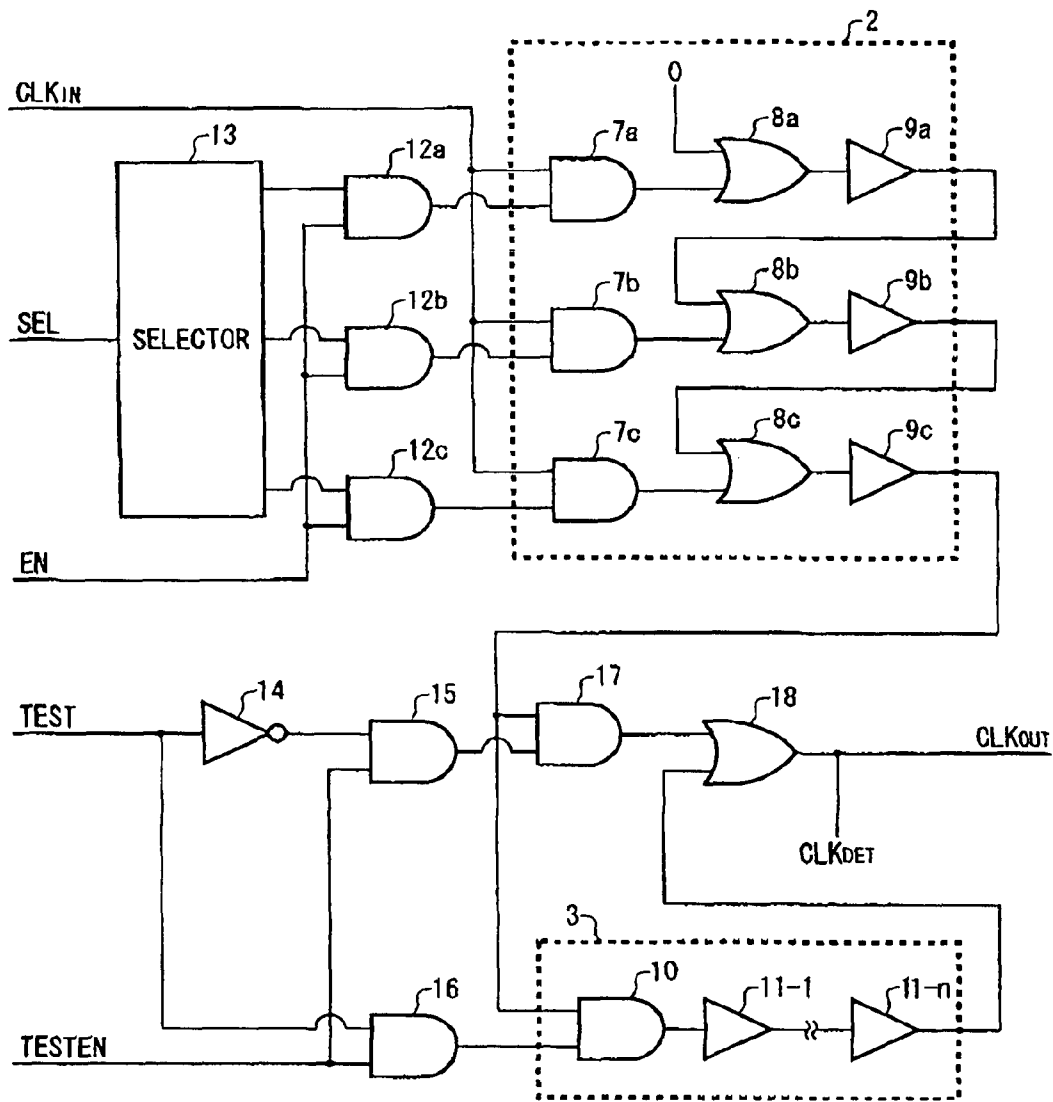 2
CLKIN
0
13
12a
7a
8a
9a
SEL
SELECTOR
12b
7b
8b
9b
12c
7c
8c
9c
EN
TEST
14
15
17
18
CLKOUT
CLKDET
3
10
11-1
11-n
16
TESTEN